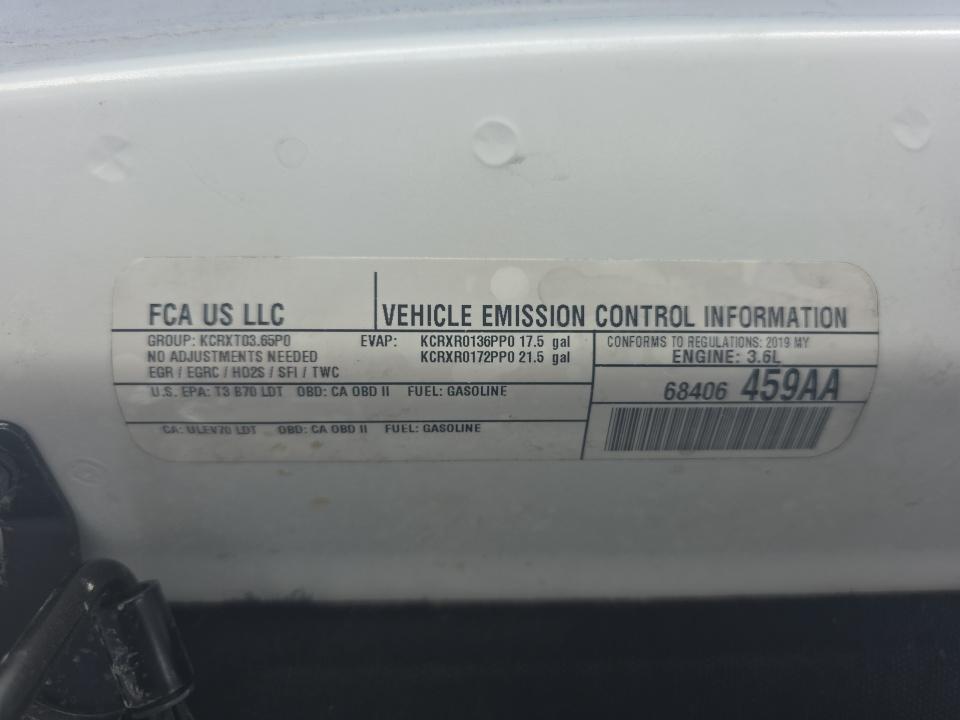 FCA US LLC
VEHICLE EMISSION CONTROL INFORMATION
GROUP: KCRXT03.65P0
NO ADJUSTMENTS NEEDED
EGR / EGRC / HO2S / SFI / TWC
EVAP: KCRXR0136PP0 17.5 gal
KCRXR0172PP0 21.5 gal
CONFORMS TO REGULATIONS: 2019 MY
ENGINE: 3.6L
U.S. EPA: T3 B70 LDT OBD: CA OBD II FUEL: GASOLINE
68406 459AA
CA: ULEV70 LDT OBD: CA OBD II FUEL: GASOLINE